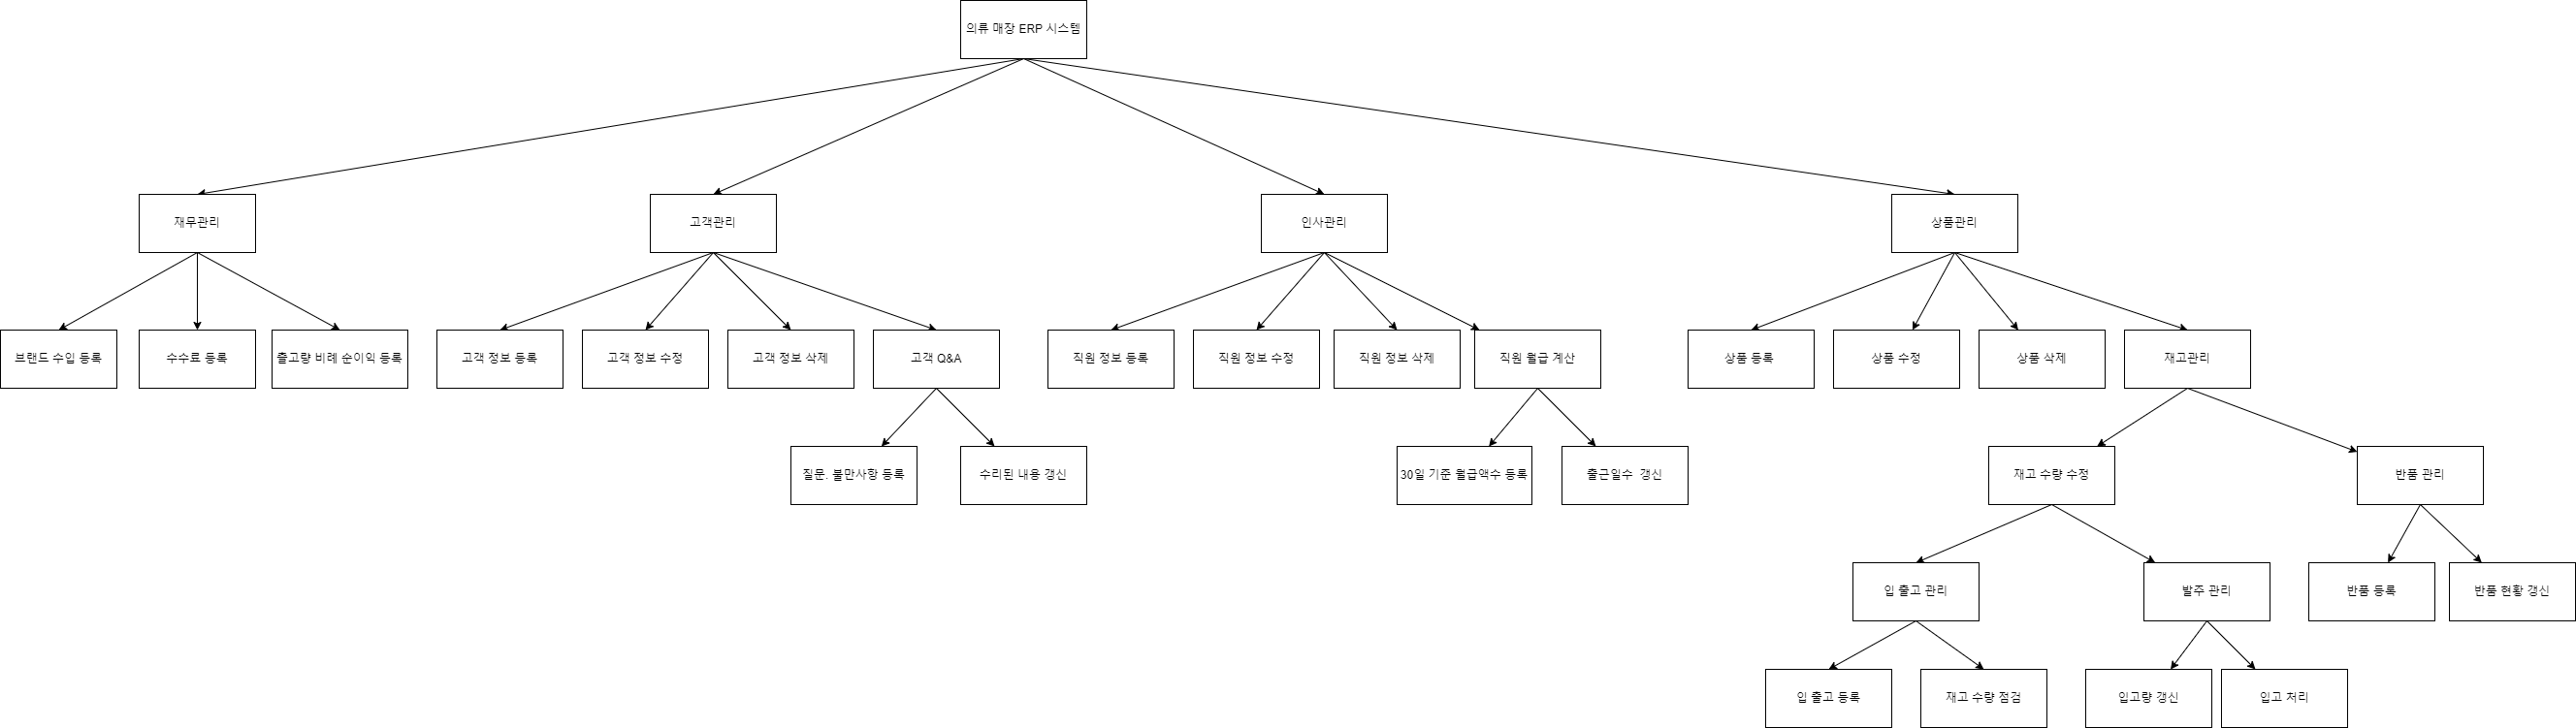 의류 매장 ERP 시스템
재무관리
고객관리
인사관리
상품관리
브랜드 수입 등록
수수료 등록
출고량 비례 순이익 등록
고객 정보 등록
고객 정보 수정
고객 정보 삭제
고객 Q&A
직원 정보 등록
직원 정보 수정
직원 정보 삭제
직원 월급 계산
상품 등록
상품 수정
상품 삭제
재고관리
질문. 불만사항 등록
수리된 내용 갱신
30일 기준 월급액수 등록
출근일수  갱신
재고 수량 수정
반품 관리
입 출고 관리
발주 관리
반품 등록
반품 현황 갱신
입 출고 등록
재고 수량 점검
입고량 갱신
입고 처리